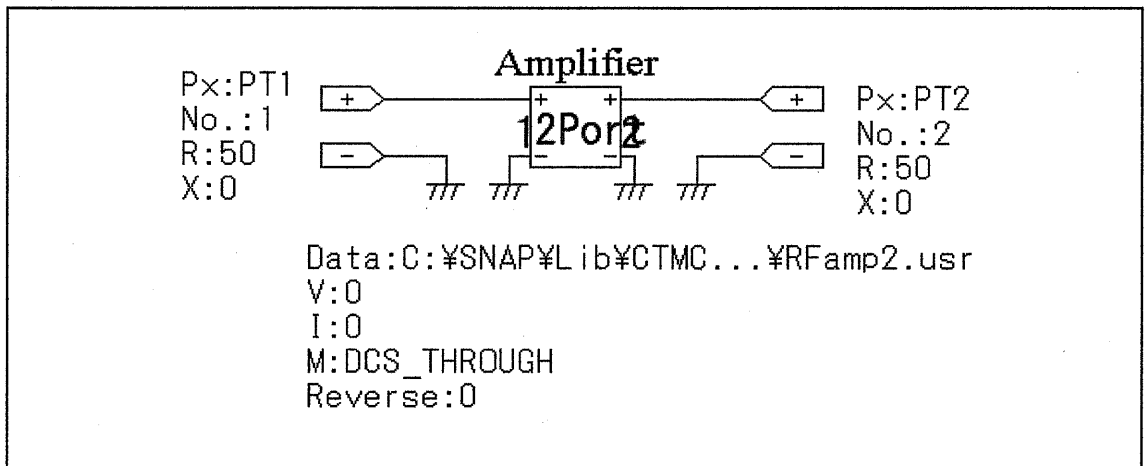 Amplifier
Px:PT1
No.:1
R:50
X:0
+
-
+ +
12Port2
- -
+
-
Px:PT2
No.:2
R:50
X:0
Data:C:¥SNAP¥Lib¥CTMC...¥RFamp2.usr
V:0
I:0
M:DCS_THROUGH
Reverse:0